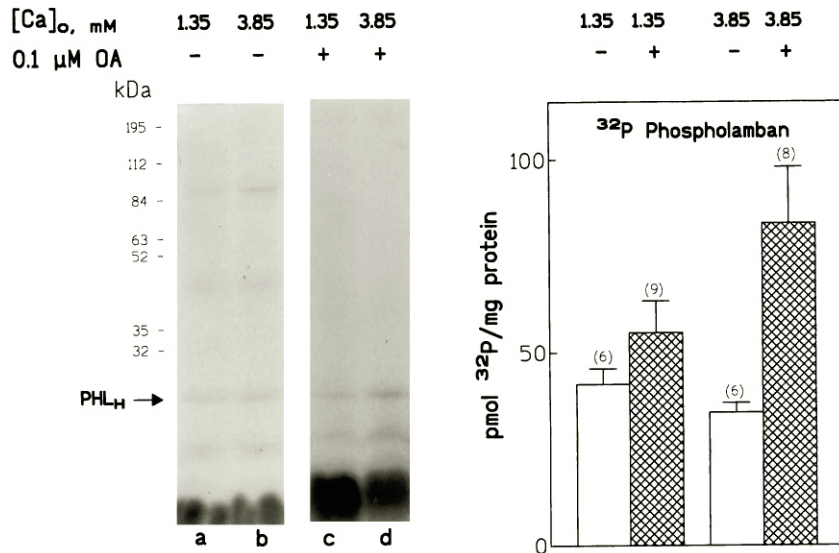 [Ca]o, mM 1.35 3.85 1.35 3.85 1.35 1.35 3.85 3.85
0.1 µM OA - - + + - + - +
kDa
195 -
112 -
84 -
63 -
52 -
35 -
32 -
PHLH →
a b c d
32P Phospholamban
pmol 32P/mg protein
100
50
0
(6)
(9)
(6)
(8)